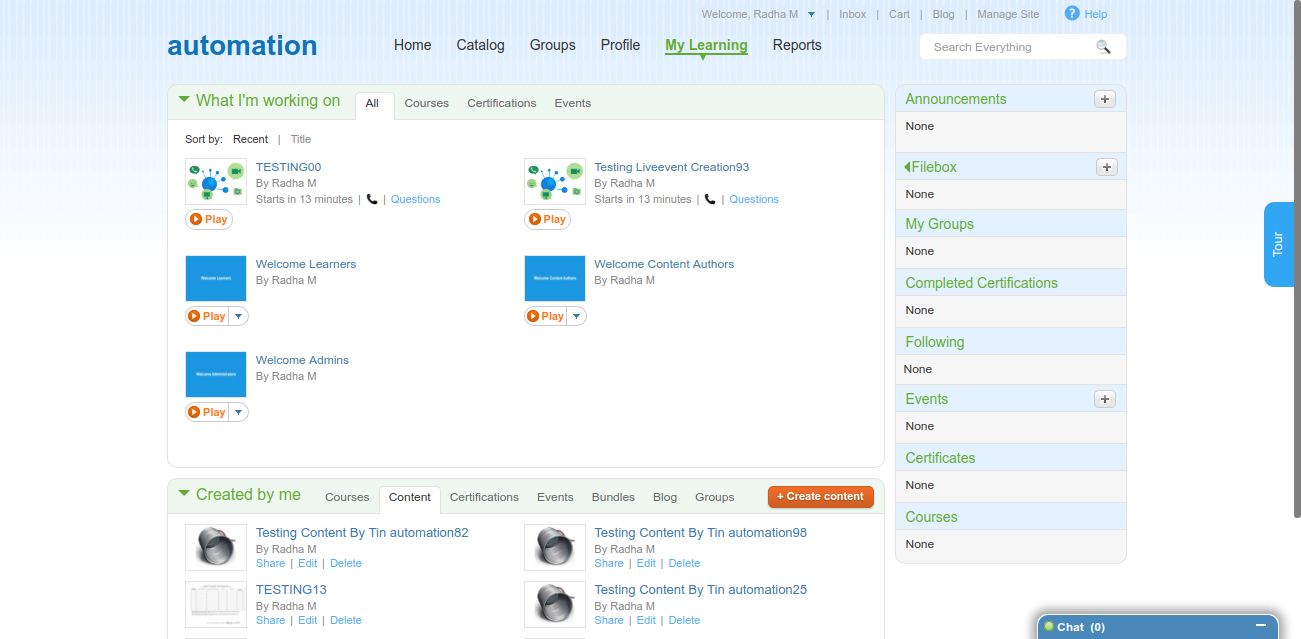 Welcome, Radha M | Inbox | Cart | Blog | Manage Site ? Help
automation
Home Catalog Groups Profile My Learning Reports
Search Everything
What I'm working on All Courses Certifications Events
Sort by: Recent | Title
TESTING00
By Radha M
Starts in 13 minutes | | Questions
Play
Testing Liveevent Creation93
By Radha M
Starts in 13 minutes | | Questions
Play
Welcome Learners
Welcome Learners
By Radha M
Play
Welcome Content Authors
Welcome Content Authors
By Radha M
Play
Welcome Administrators
Welcome Admins
By Radha M
Play
Created by me Courses Content Certifications Events Bundles Blog Groups + Create content
Testing Content By Tin automation82
By Radha M
Share | Edit | Delete
Testing Content By Tin automation98
By Radha M
Share | Edit | Delete
TESTING13
By Radha M
Share | Edit | Delete
Testing Content By Tin automation25
By Radha M
Share | Edit | Delete
Announcements +
None
Filebox +
None
My Groups
None
Completed Certifications
None
Following
None
Events +
None
Certificates
None
Courses
None
Tour
Chat (0)